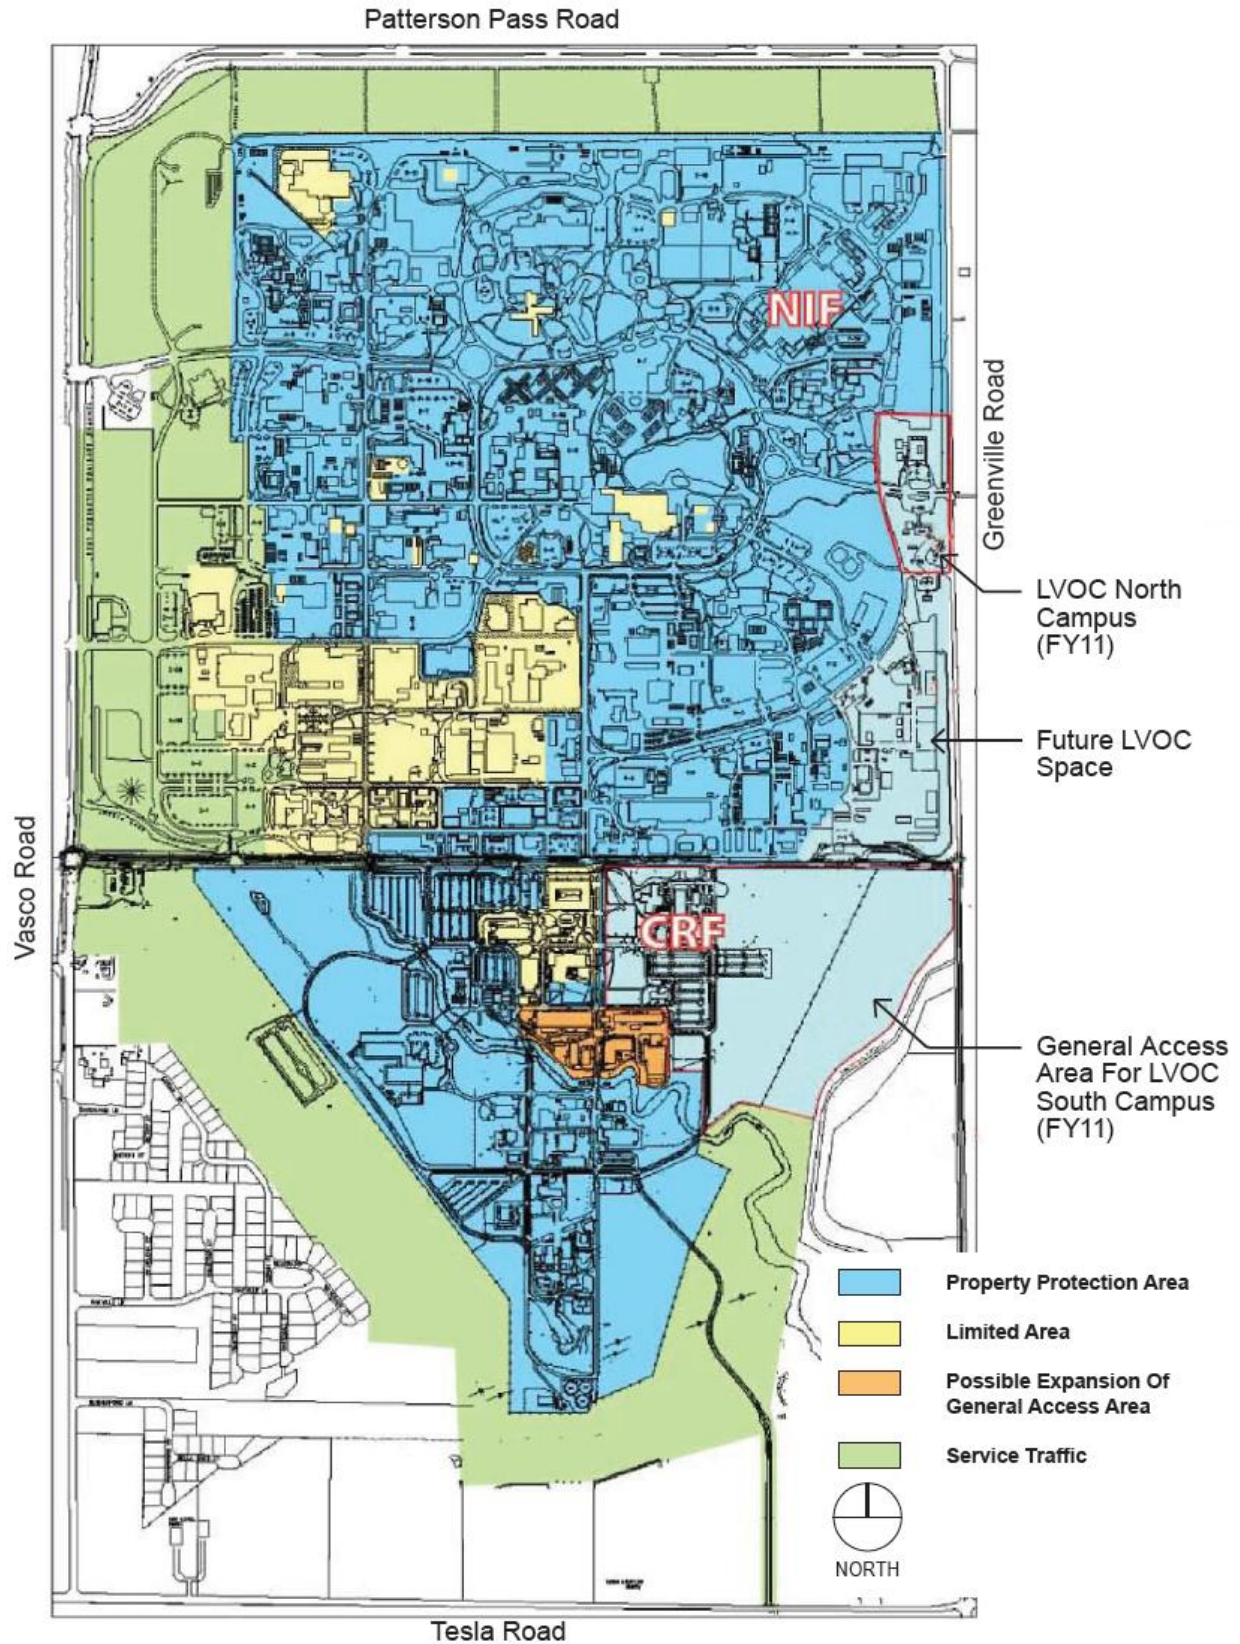 Patterson Pass Road
NIF
Greenville Road
LVOC North
Campus
(FY11)
Future LVOC
Space
Vasco Road
CRF
General Access
Area For LVOC
South Campus
(FY11)
Property Protection Area
Limited Area
Possible Expansion Of
General Access Area
Service Traffic
NORTH
Tesla Road